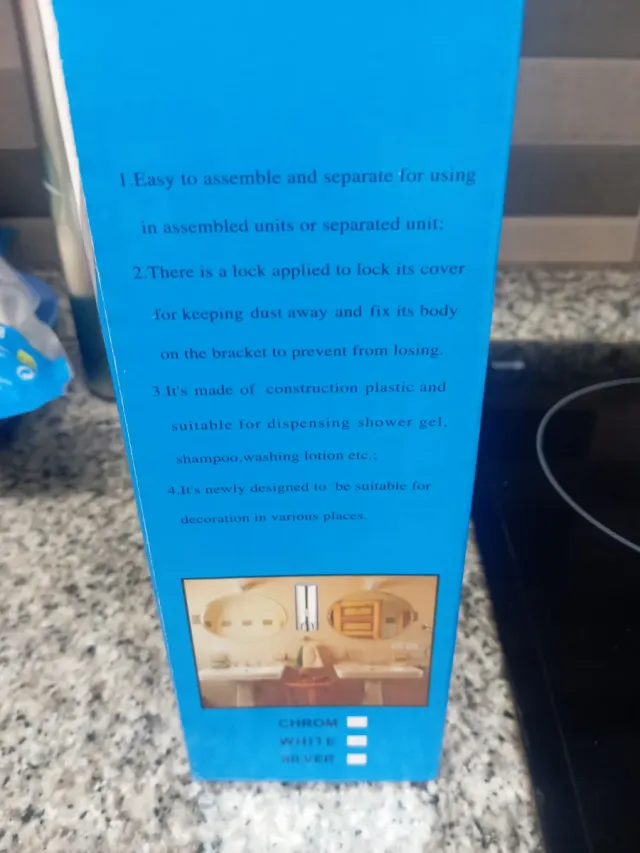 1.Easy to assemble and separate for using
in assembled units or separated unit;
2.There is a lock applied to lock its cover
for keeping dust away and fix its body
on the bracket to prevent from losing.
3.It's made of construction plastic and
suitable for dispensing shower gel,
shampoo,washing lotion etc.;
4.It's newly designed to be suitable for
decoration in various places.
CHROM
WHITE
SILVER